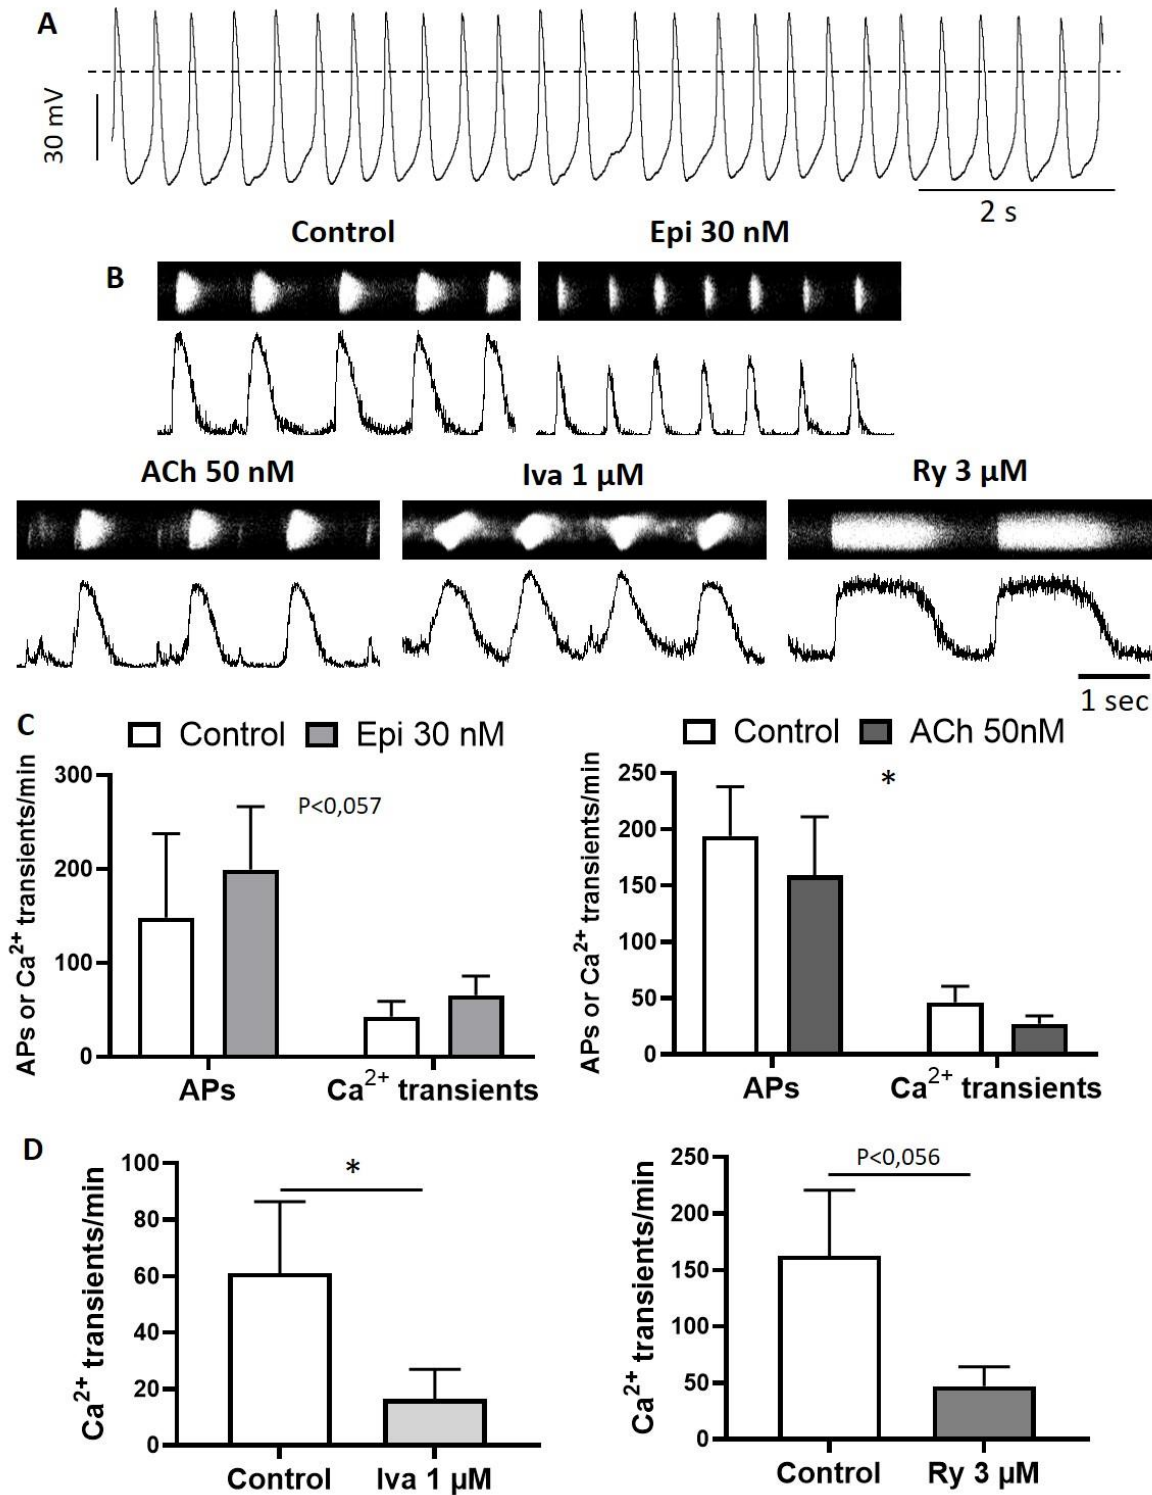 A
30 mV
2 s
Control
Epi 30 nM
B
ACh 50 nM
Iva 1 µM
Ry 3 µM
1 sec
C
Control
Epi 30 nM
APs or Ca²⁺ transients/min
300
200
100
0
P<0,057
APs
Ca²⁺ transients
Control
ACh 50nM
APs or Ca²⁺ transients/min
250
200
150
100
50
0
*
APs
Ca²⁺ transients
D
Ca²⁺ transients/min
100
80
60
40
20
0
*
Control
Iva 1 µM
Ca²⁺ transients/min
250
200
150
100
50
0
P<0,056
Control
Ry 3 µM